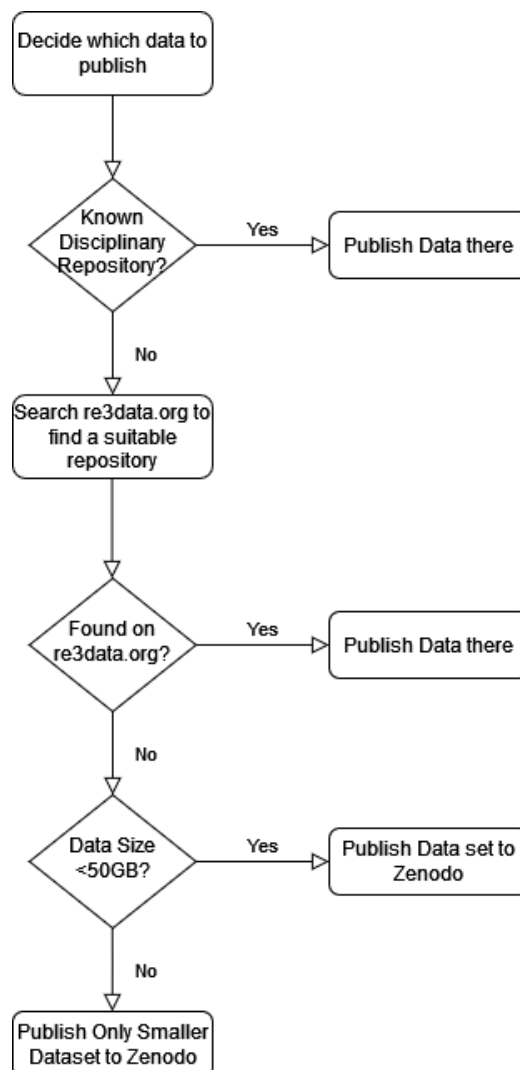 Decide which data to
publish
Known
Disciplinary
Repository?
Yes
Publish Data there
No
Search re3data.org to
find a suitable
repository
Found on
re3data.org?
Yes
Publish Data there
No
Data Size
<50GB?
Yes
Publish Data set to
Zenodo
No
Publish Only Smaller
Dataset to Zenodo